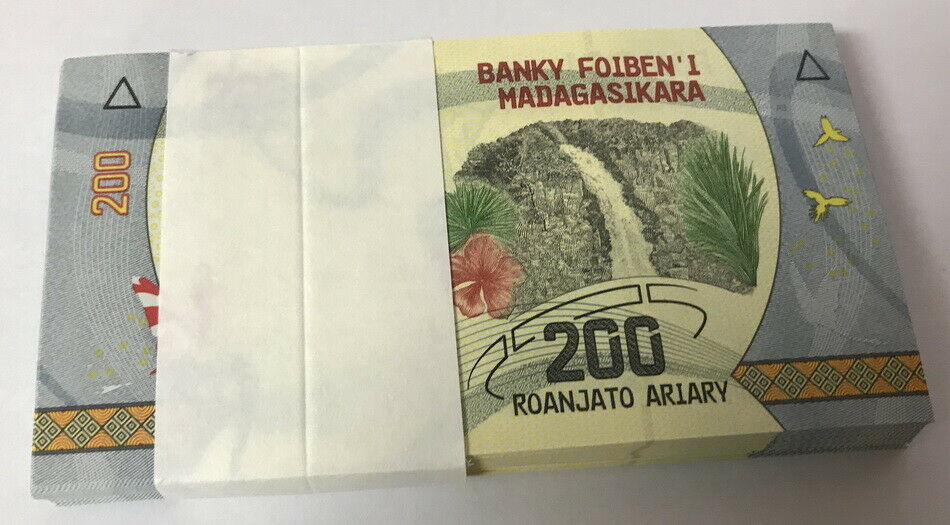 200
BANKY FOIBEN'I
MADAGASIKARA
200
ROANJATO ARIARY